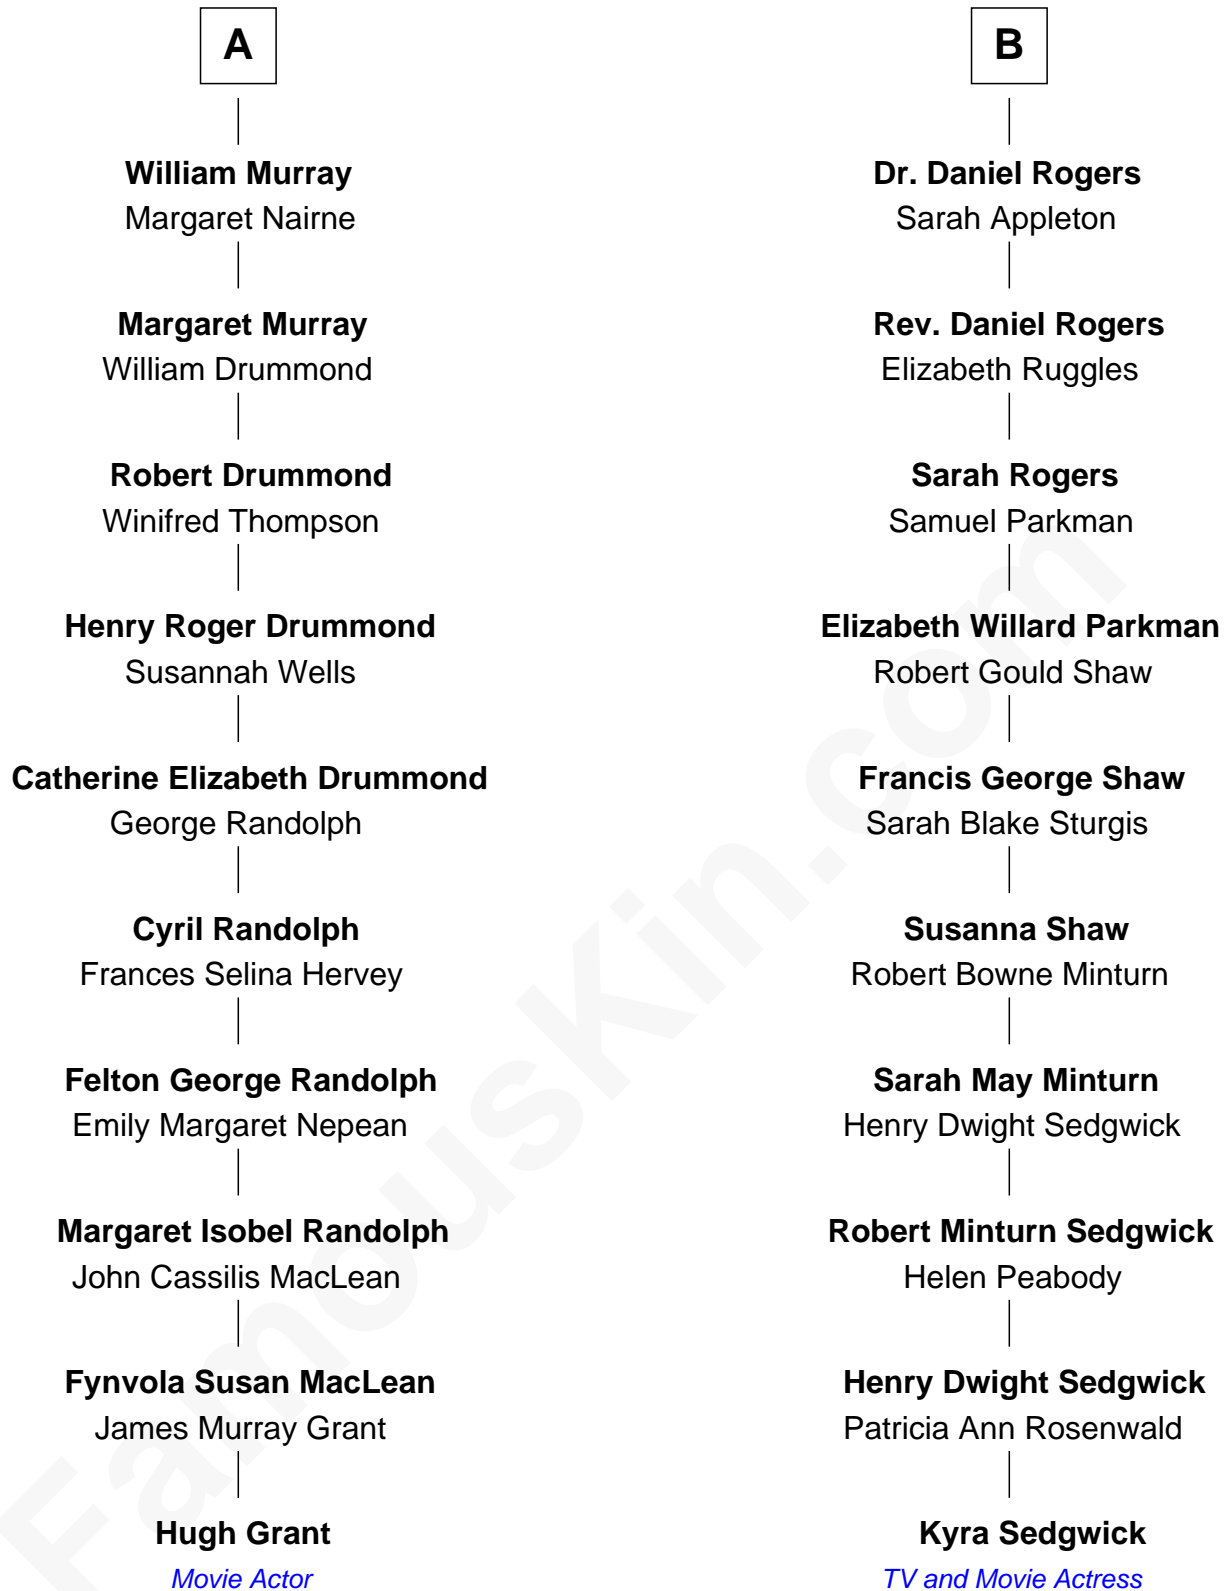 A
William Murray
Margaret Nairne
Margaret Murray
William Drummond
Robert Drummond
Winifred Thompson
Henry Roger Drummond
Susannah Wells
Catherine Elizabeth Drummond
George Randolph
Cyril Randolph
Frances Selina Hervey
Felton George Randolph
Emily Margaret Nepean
Margaret Isobel Randolph
John Cassilis MacLean
Fynvola Susan MacLean
James Murray Grant
Hugh Grant
Movie Actor
B
Dr. Daniel Rogers
Sarah Appleton
Rev. Daniel Rogers
Elizabeth Ruggles
Sarah Rogers
Samuel Parkman
Elizabeth Willard Parkman
Robert Gould Shaw
Francis George Shaw
Sarah Blake Sturgis
Susanna Shaw
Robert Bowne Minturn
Sarah May Minturn
Henry Dwight Sedgwick
Robert Minturn Sedgwick
Helen Peabody
Henry Dwight Sedgwick
Patricia Ann Rosenwald
Kyra Sedgwick
TV and Movie Actress
FamousKin.com